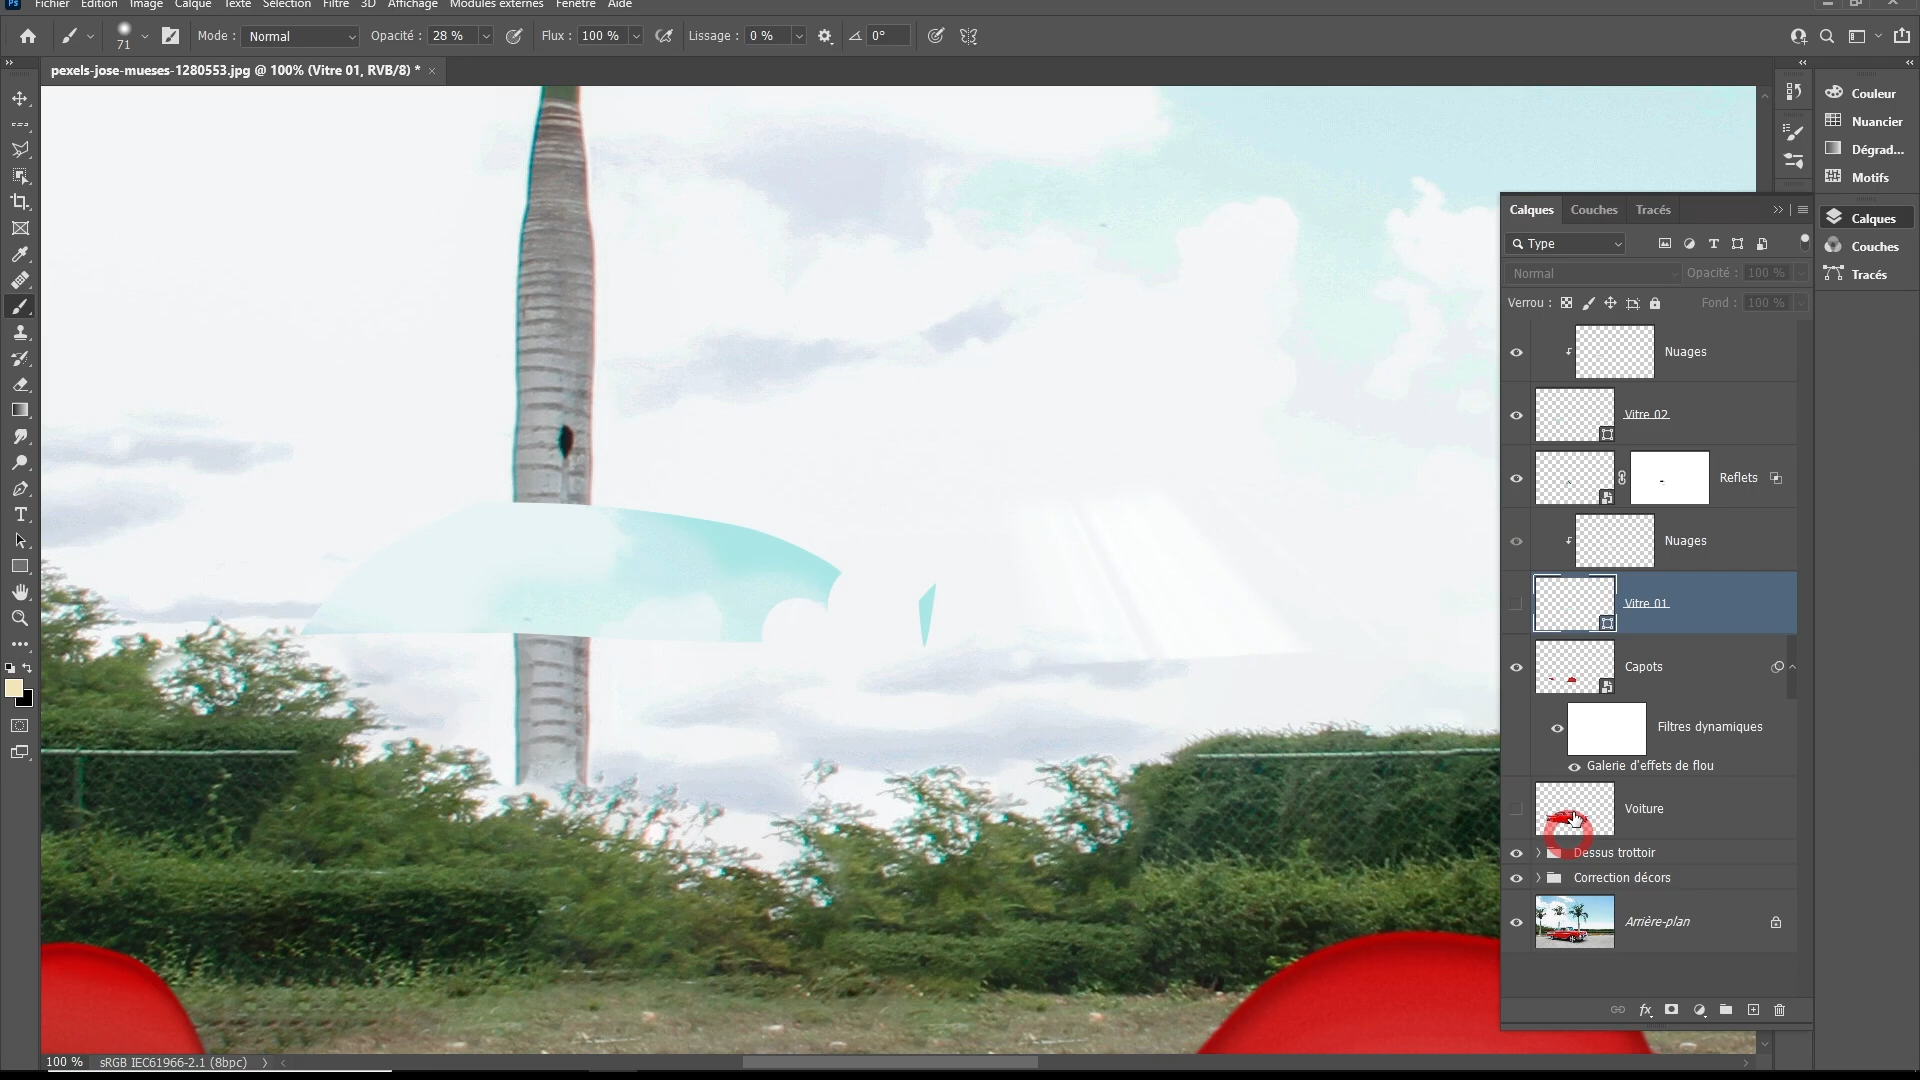 Ps Fichier Edition Image Calque Texte Sélection Filtre 3D Affichage Modules externes Fenêtre Aide
71 Mode : Normal Opacité : 28 % Flux : 100 % Lissage : 0 % 0°
pexels-jose-mueses-1280553.jpg @ 100% (Vitre 01, RVB/8) * ×
Couleur
Nuancier
Dégrad...
Motifs
Calques
Couches
Tracés
Calques Couches Tracés
Type
Normal Opacité : 100 %
Verrou : Fond : 100 %
Nuages
Vitre 02
Reflets
Nuages
Vitre 01
Capots
Filtres dynamiques
Galerie d'effets de flou
Voiture
Dessus trottoir
Correction décors
Arrière-plan
fx
100 % sRGB IEC61966-2.1 (8bpc)